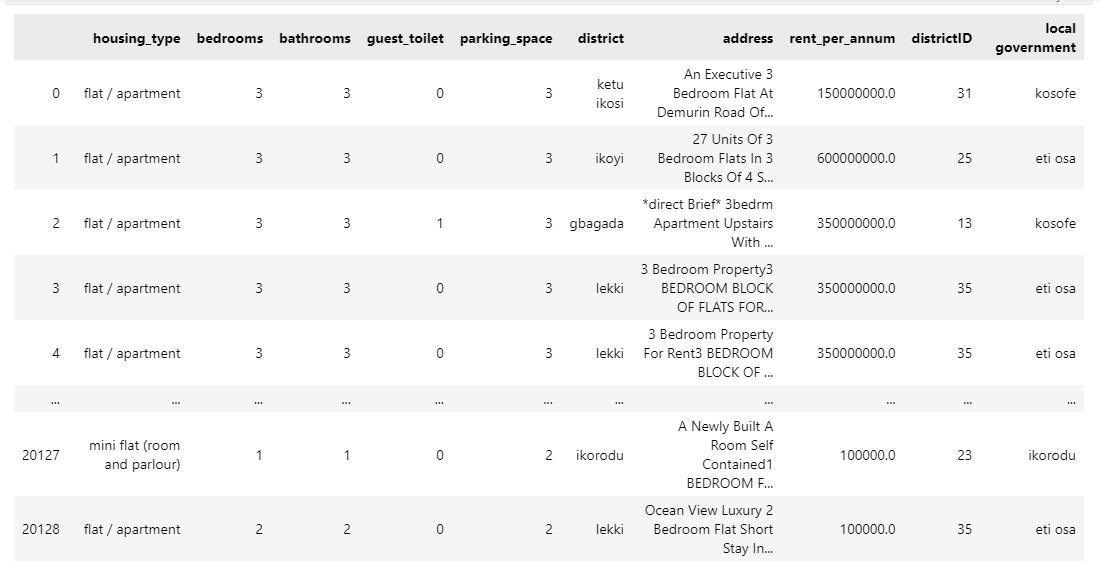 housing_type bedrooms bathrooms guest_toilet parking_space district address rent_per_annum districtID local government
0 flat / apartment 3 3 0 3 ketu ikosi An Executive 3 Bedroom Flat At Demurin Road Of... 150000000.0 31 kosofe
1 flat / apartment 3 3 0 3 ikoyi 27 Units Of 3 Bedroom Flats In 3 Blocks Of 4 S... 600000000.0 25 eti osa
2 flat / apartment 3 3 1 3 gbagada *direct Brief* 3bedrm Apartment Upstairs With ... 350000000.0 13 kosofe
3 flat / apartment 3 3 0 3 lekki 3 Bedroom Property3 BEDROOM BLOCK OF FLATS FOR... 350000000.0 35 eti osa
4 flat / apartment 3 3 0 3 lekki 3 Bedroom Property For Rent3 BEDROOM BLOCK OF ... 350000000.0 35 eti osa
... ... ... ... ... ... ... ... ... ... ...
20127 mini flat (room and parlour) 1 1 0 2 ikorodu A Newly Built A Room Self Contained1 BEDROOM F... 100000.0 23 ikorodu
20128 flat / apartment 2 2 0 2 lekki Ocean View Luxury 2 Bedroom Flat Short Stay In... 100000.0 35 eti osa